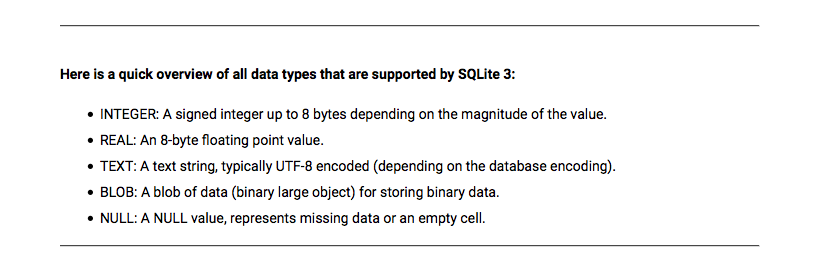 Here is a quick overview of all data types that are supported by SQLite 3:
• INTEGER: A signed integer up to 8 bytes depending on the magnitude of the value.
• REAL: An 8-byte floating point value.
• TEXT: A text string, typically UTF-8 encoded (depending on the database encoding).
• BLOB: A blob of data (binary large object) for storing binary data.
• NULL: A NULL value, represents missing data or an empty cell.